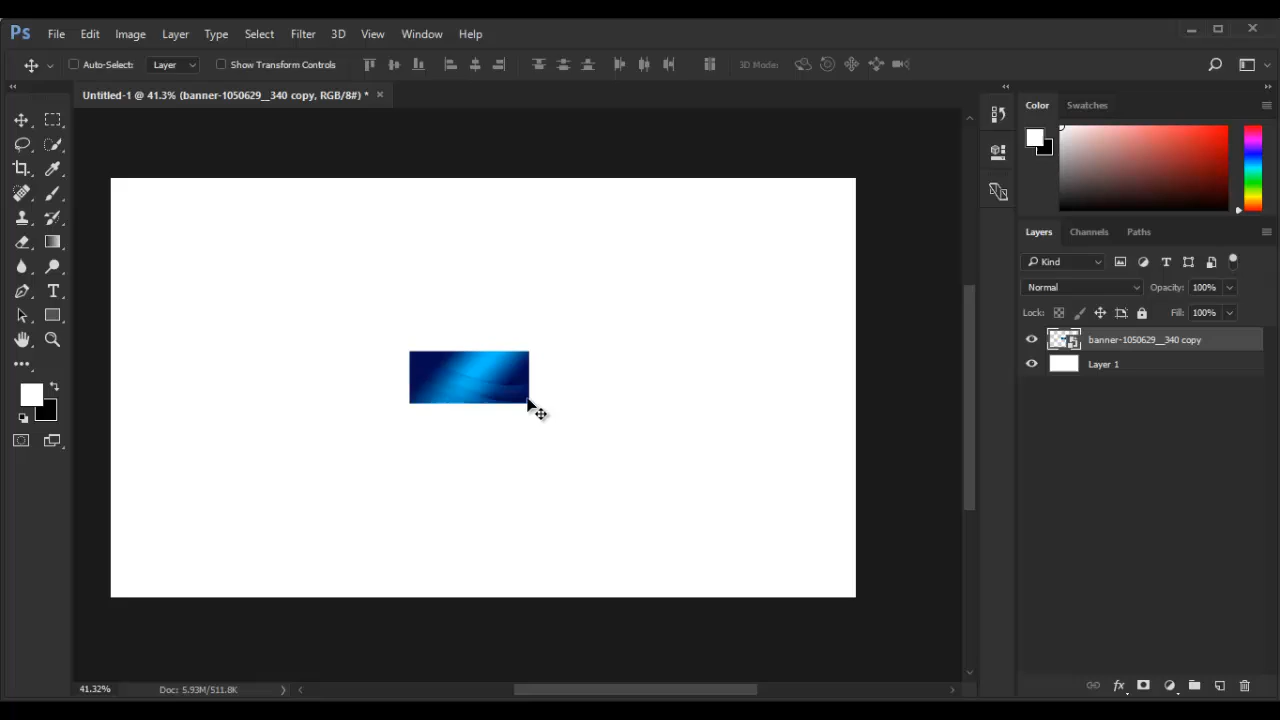 Ps File Edit Image Layer Type Select Filter 3D View Window Help
Auto-Select: Layer Show Transform Controls 3D Mode:
Untitled-1 @ 41.3% (banner-1050629__340 copy, RGB/8#) * ×
Color Swatches
Layers Channels Paths
Kind
Normal Opacity: 100%
Lock: Fill: 100%
banner-1050629__340 copy
Layer 1
41.32% Doc: 5.93M/511.8K
fx